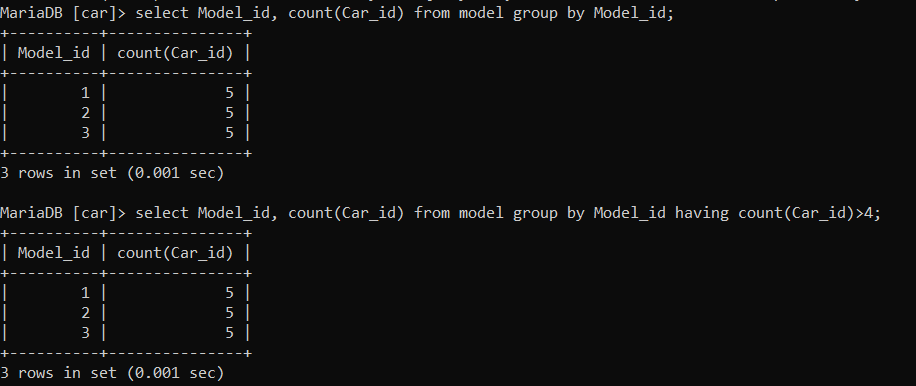 MariaDB [car]> select Model_id, count(Car_id) from model group by Model_id;
+----------+---------------+
| Model_id | count(Car_id) |
+----------+---------------+
|        1 |             5 |
|        2 |             5 |
|        3 |             5 |
+----------+---------------+
3 rows in set (0.001 sec)

MariaDB [car]> select Model_id, count(Car_id) from model group by Model_id having count(Car_id)>4;
+----------+---------------+
| Model_id | count(Car_id) |
+----------+---------------+
|        1 |             5 |
|        2 |             5 |
|        3 |             5 |
+----------+---------------+
3 rows in set (0.001 sec)